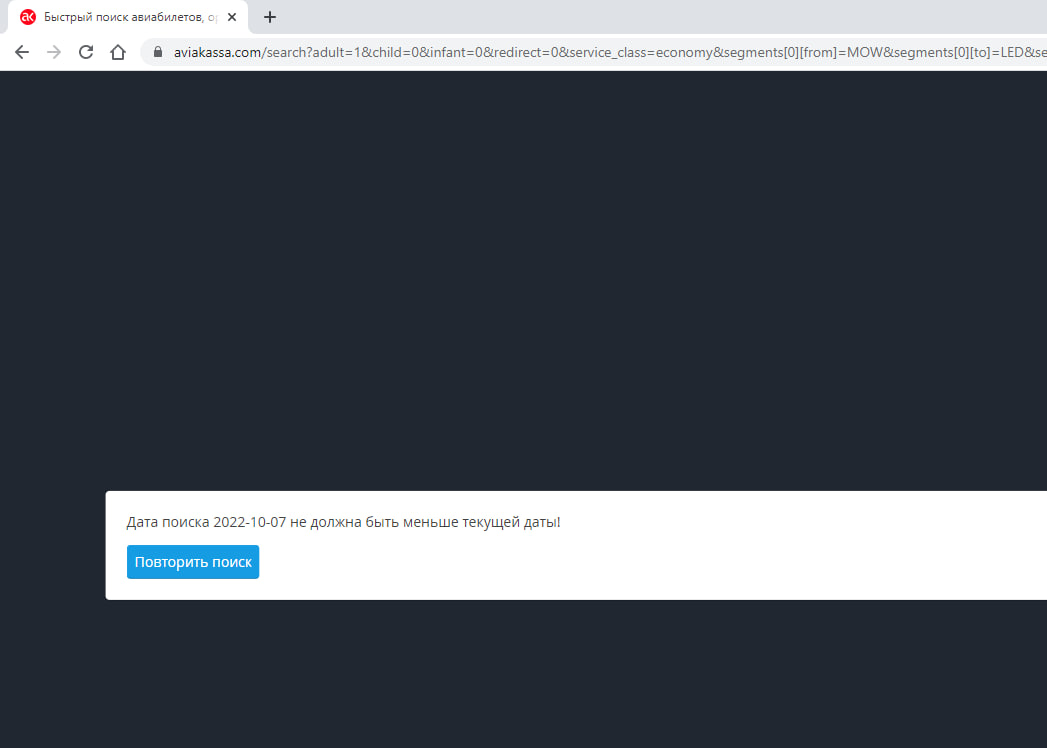 Быстрый поиск авиабилетов,
aviakassa.com/search?adult=1&child=0&infant=0&redirect=0&service_class=economy&segments[0][from]=MOW&segments[0][to]=LED&se
Дата поиска 2022-10-07 не должна быть меньше текущей даты!
Повторить поиск